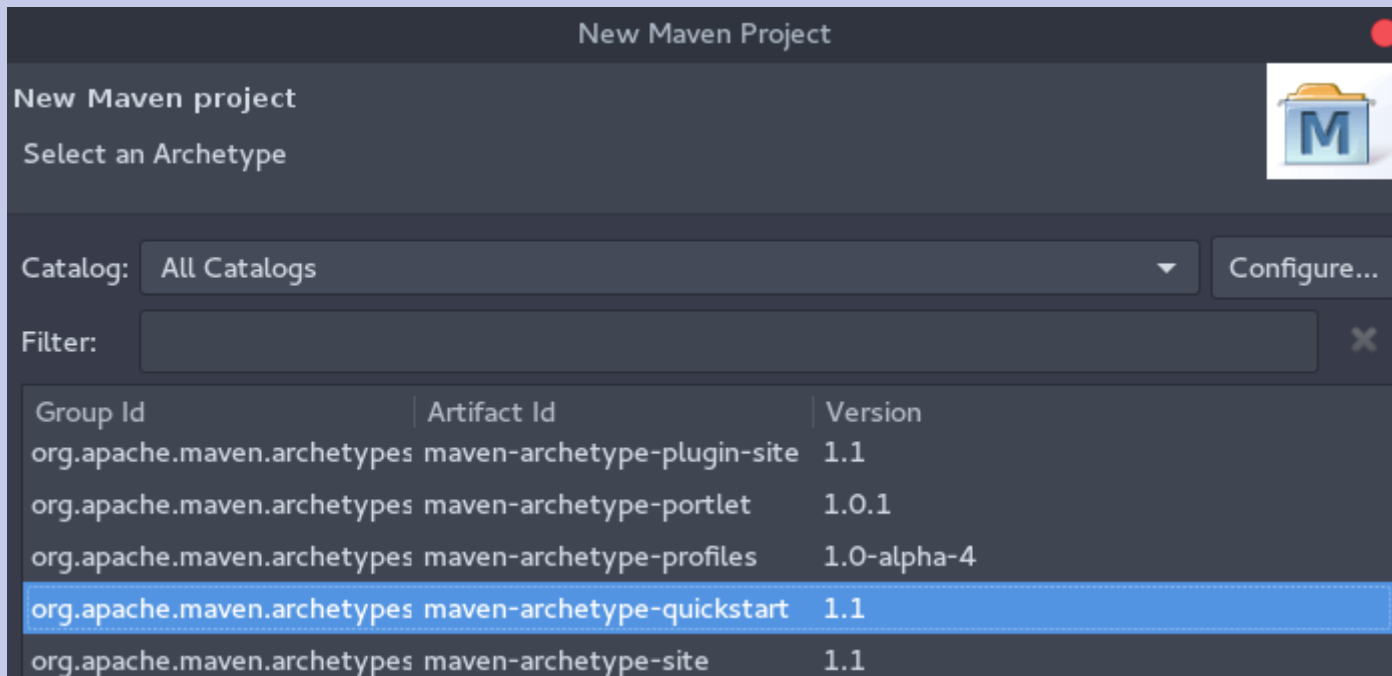 New Maven Project
New Maven project
Select an Archetype
M
Catalog: All Catalogs Configure...
Filter:
Group Id Artifact Id Version
org.apache.maven.archetypes maven-archetype-plugin-site 1.1
org.apache.maven.archetypes maven-archetype-portlet 1.0.1
org.apache.maven.archetypes maven-archetype-profiles 1.0-alpha-4
org.apache.maven.archetypes maven-archetype-quickstart 1.1
org.apache.maven.archetypes maven-archetype-site 1.1